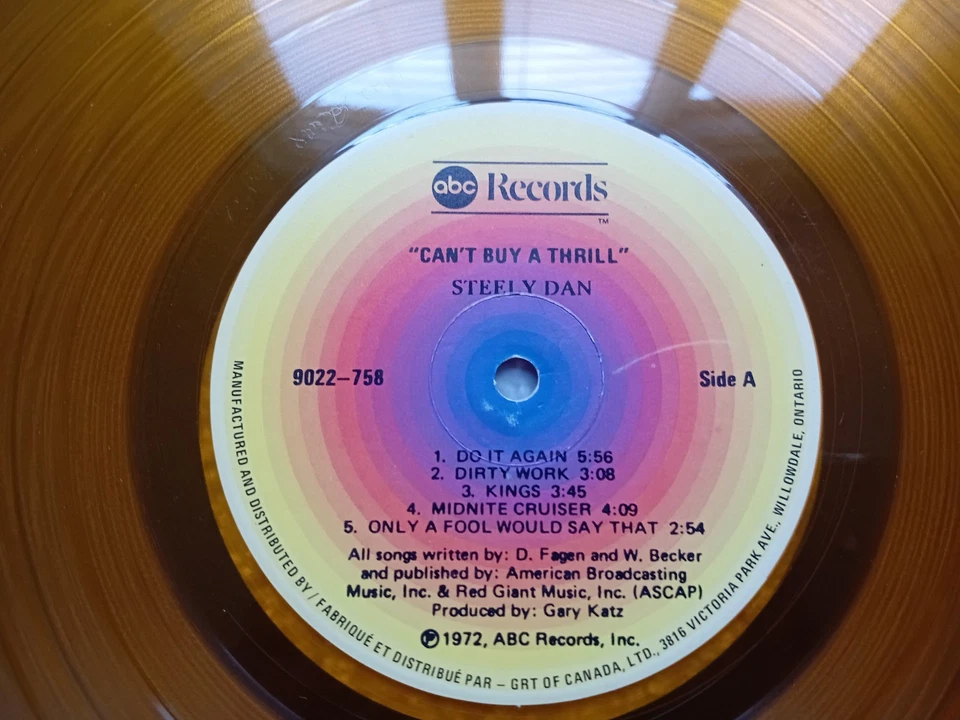 abc Records
TM
"CAN'T BUY A THRILL"
STEELY DAN
9022–758
Side A
1. DO IT AGAIN 5:56
2. DIRTY WORK 3:08
3. KINGS 3:45
4. MIDNITE CRUISER 4:09
5. ONLY A FOOL WOULD SAY THAT 2:54
All songs written by: D. Fagen and W. Becker
and published by: American Broadcasting
Music, Inc. & Red Giant Music, Inc. (ASCAP)
Produced by: Gary Katz
℗ 1972, ABC Records, Inc.
MANUFACTURED AND DISTRIBUTED BY / FABRIQUÉ ET DISTRIBUÉ PAR – GRT OF CANADA, LTD., 3816 VICTORIA PARK AVE., WILLOWDALE, ONTARIO